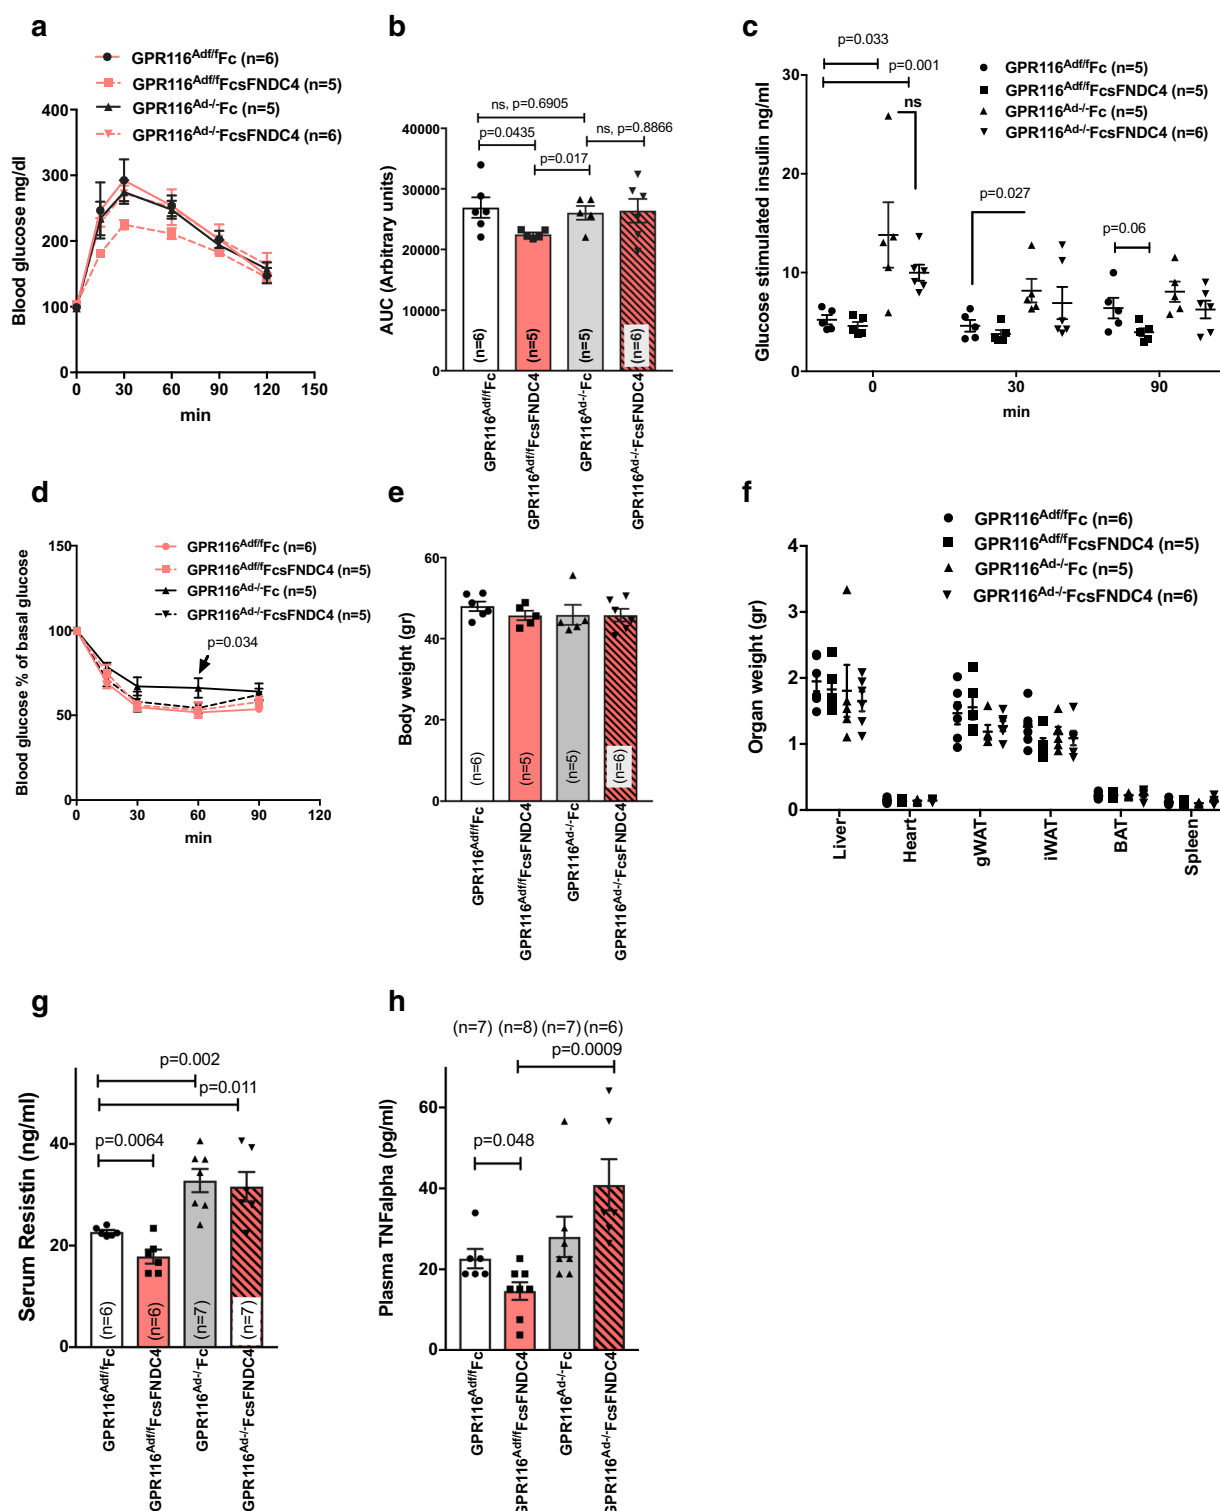 a
GPR116Adf/fFc (n=6)
GPR116Adf/fFcsFNDC4 (n=5)
GPR116Ad-/-Fc (n=5)
GPR116Ad-/-FcsFNDC4 (n=6)
Blood glucose mg/dl
400
300
200
100
0
0 30 60 90 120 150
min
b
ns, p=0.6905
p=0.0435
ns, p=0.8866
p=0.017
AUC (Arbitrary units)
40000
30000
20000
10000
0
(n=6) (n=5) (n=5) (n=6)
GPR116Adf/fFc
GPR116Adf/fFcsFNDC4
GPR116Ad-/-Fc
GPR116Ad-/-FcsFNDC4
c
GPR116Adf/fFc (n=5)
GPR116Adf/fFcsFNDC4 (n=5)
GPR116Ad-/-Fc (n=5)
GPR116Ad-/-FcsFNDC4 (n=6)
p=0.033
p=0.001
ns
p=0.027
p=0.06
Glucose stimulated insulin ng/ml
30
20
10
0
0 30 90
min
d
GPR116Adf/fFc (n=6)
GPR116Adf/fFcsFNDC4 (n=5)
GPR116Ad-/-Fc (n=5)
GPR116Ad-/-FcsFNDC4 (n=5)
p=0.034
Blood glucose % of basal glucose
150
100
50
0
0 30 60 90 120
min
e
Body weight (gr)
60
40
20
0
(n=6) (n=5) (n=5) (n=6)
GPR116Adf/fFc
GPR116Adf/fFcsFNDC4
GPR116Ad-/-Fc
GPR116Ad-/-FcsFNDC4
f
GPR116Adf/fFc (n=6)
GPR116Adf/fFcsFNDC4 (n=5)
GPR116Ad-/-Fc (n=5)
GPR116Ad-/-FcsFNDC4 (n=6)
Organ weight (gr)
4
3
2
1
0
Liver
Heart
gWAT
iWAT
BAT
Spleen
g
p=0.002
p=0.011
p=0.0064
Serum Resistin (ng/ml)
40
20
0
(n=6) (n=6) (n=7) (n=7)
GPR116Adf/fFc
GPR116Adf/fFcsFNDC4
GPR116Ad-/-Fc
GPR116Ad-/-FcsFNDC4
h
(n=7) (n=8) (n=7) (n=6)
p=0.0009
p=0.048
Plasma TNFalpha (pg/ml)
60
40
20
0
GPR116Adf/fFc
GPR116Adf/fFcsFNDC4
GPR116Ad-/-Fc
GPR116Ad-/-FcsFNDC4